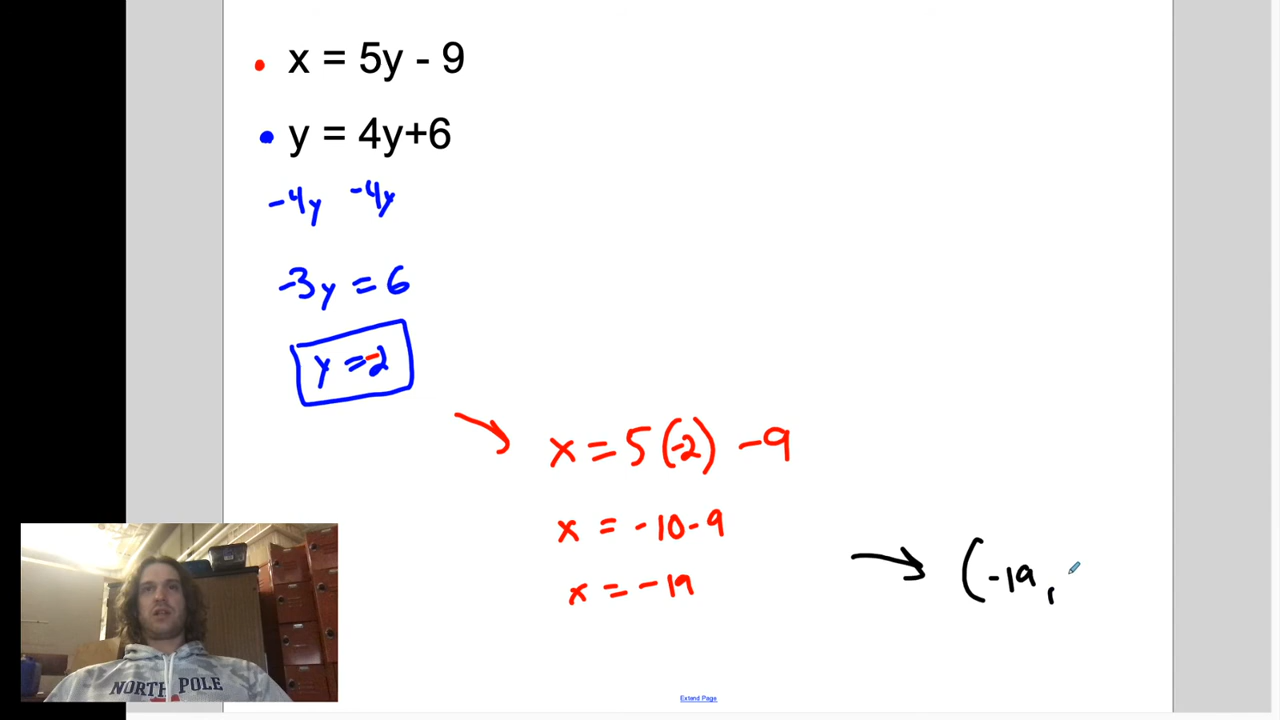 x = 5y - 9
y = 4y+6
-4y -4y
-3y = 6
y = -2
x = 5(-2) -9
x = -10-9
x = -19
(-19,
NORTH POLE
Extend Page